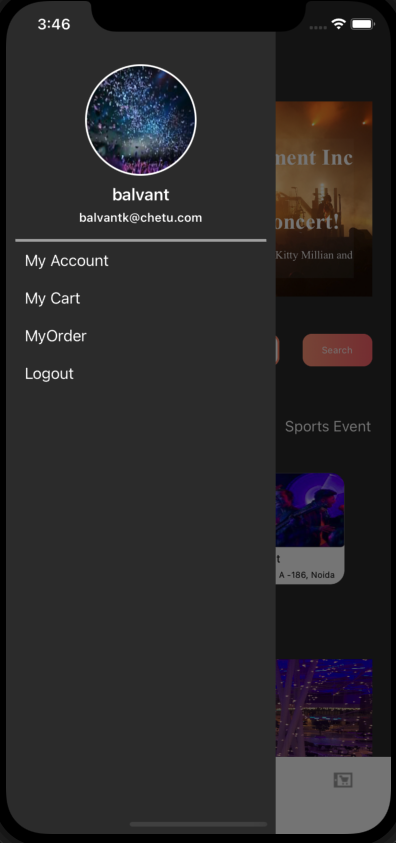 3:46
balvant
balvantk@chetu.com
My Account
My Cart
MyOrder
Logout
Inc
oncert!
Kitty Millian and
Search
Sports Event
A -186, Noida